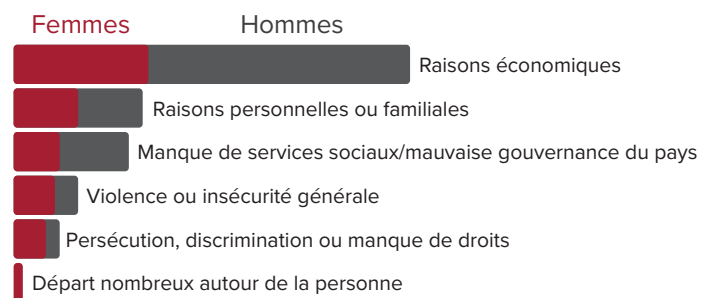 Femmes Hommes
Raisons économiques
Raisons personnelles ou familiales
Manque de services sociaux/mauvaise gouvernance du pays
Violence ou insécurité générale
Persécution, discrimination ou manque de droits
Départ nombreux autour de la personne